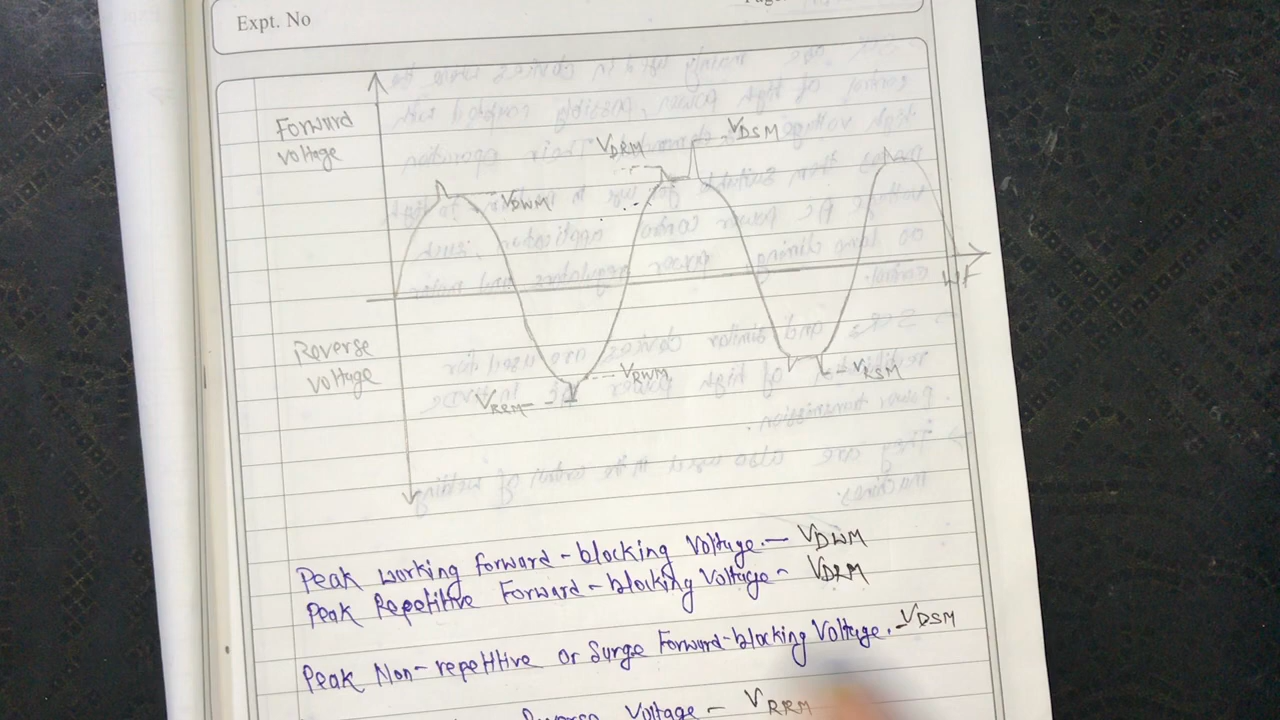 Expt. No
Forward
voltage
VDRM
VDSM
VDWM
Reverse
voltage
VRWM
VRRM
VRSM
Peak working forward-blocking voltage. — VDWM
Peak Repetitive Forward-blocking voltage - VDRM
Peak Non-repetitive or Surge Forward-blocking Voltage. - VDSM
Reverse Voltage - VRRM